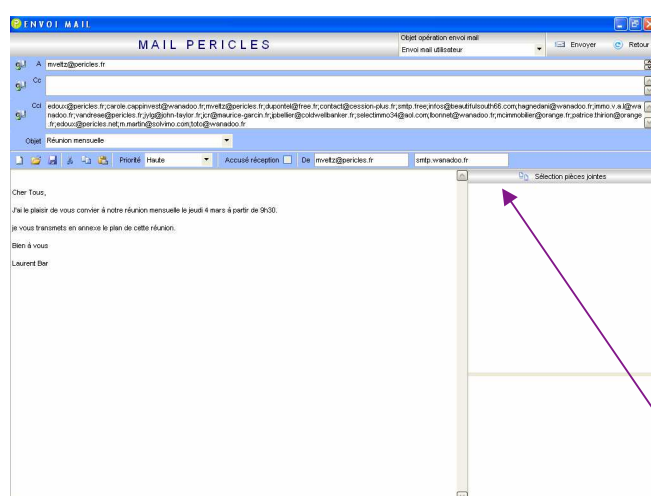 ENVOI MAIL
MAIL PERICLES
Objet opération envoi mail
Envoi mail utilisateur
Envoyer
Retour
A mveltz@pericles.fr
Cc
Cci edoux@pericles.fr;carole.cappinvest@wanadoo.fr;mveltz@pericles.fr;dupontel@free.fr;contact@cession-plus.fr;smtp.free;infos@beautifulsouth66.com;hagnedani@wanadoo.fr;immo.v.a.l@wa
nadoo.fr;vandreae@pericles.fr;jylg@john-taylor.fr;jcr@maurice-garcin.fr;jpbellier@coldwellbanker.fr;selectimmo34@aol.com;lbonnet@wanadoo.fr;mcimmobilier@orange.fr;patrice.thirion@orange
.fr;edoux@pericles.net;m.martin@solvimo.com;toto@wanadoo.fr
Objet Réunion mensuelle
Priorité Haute Accusé réception De mveltz@pericles.fr smtp.wanadoo.fr
Sélection pièces jointes
Cher Tous,
J'ai le plaisir de vous convier à notre réunion mensuelle le jeudi 4 mars à partir de 9h30.
je vous transmets en annexe le plan de cette réunion.
Bien à vous
Laurent Bar